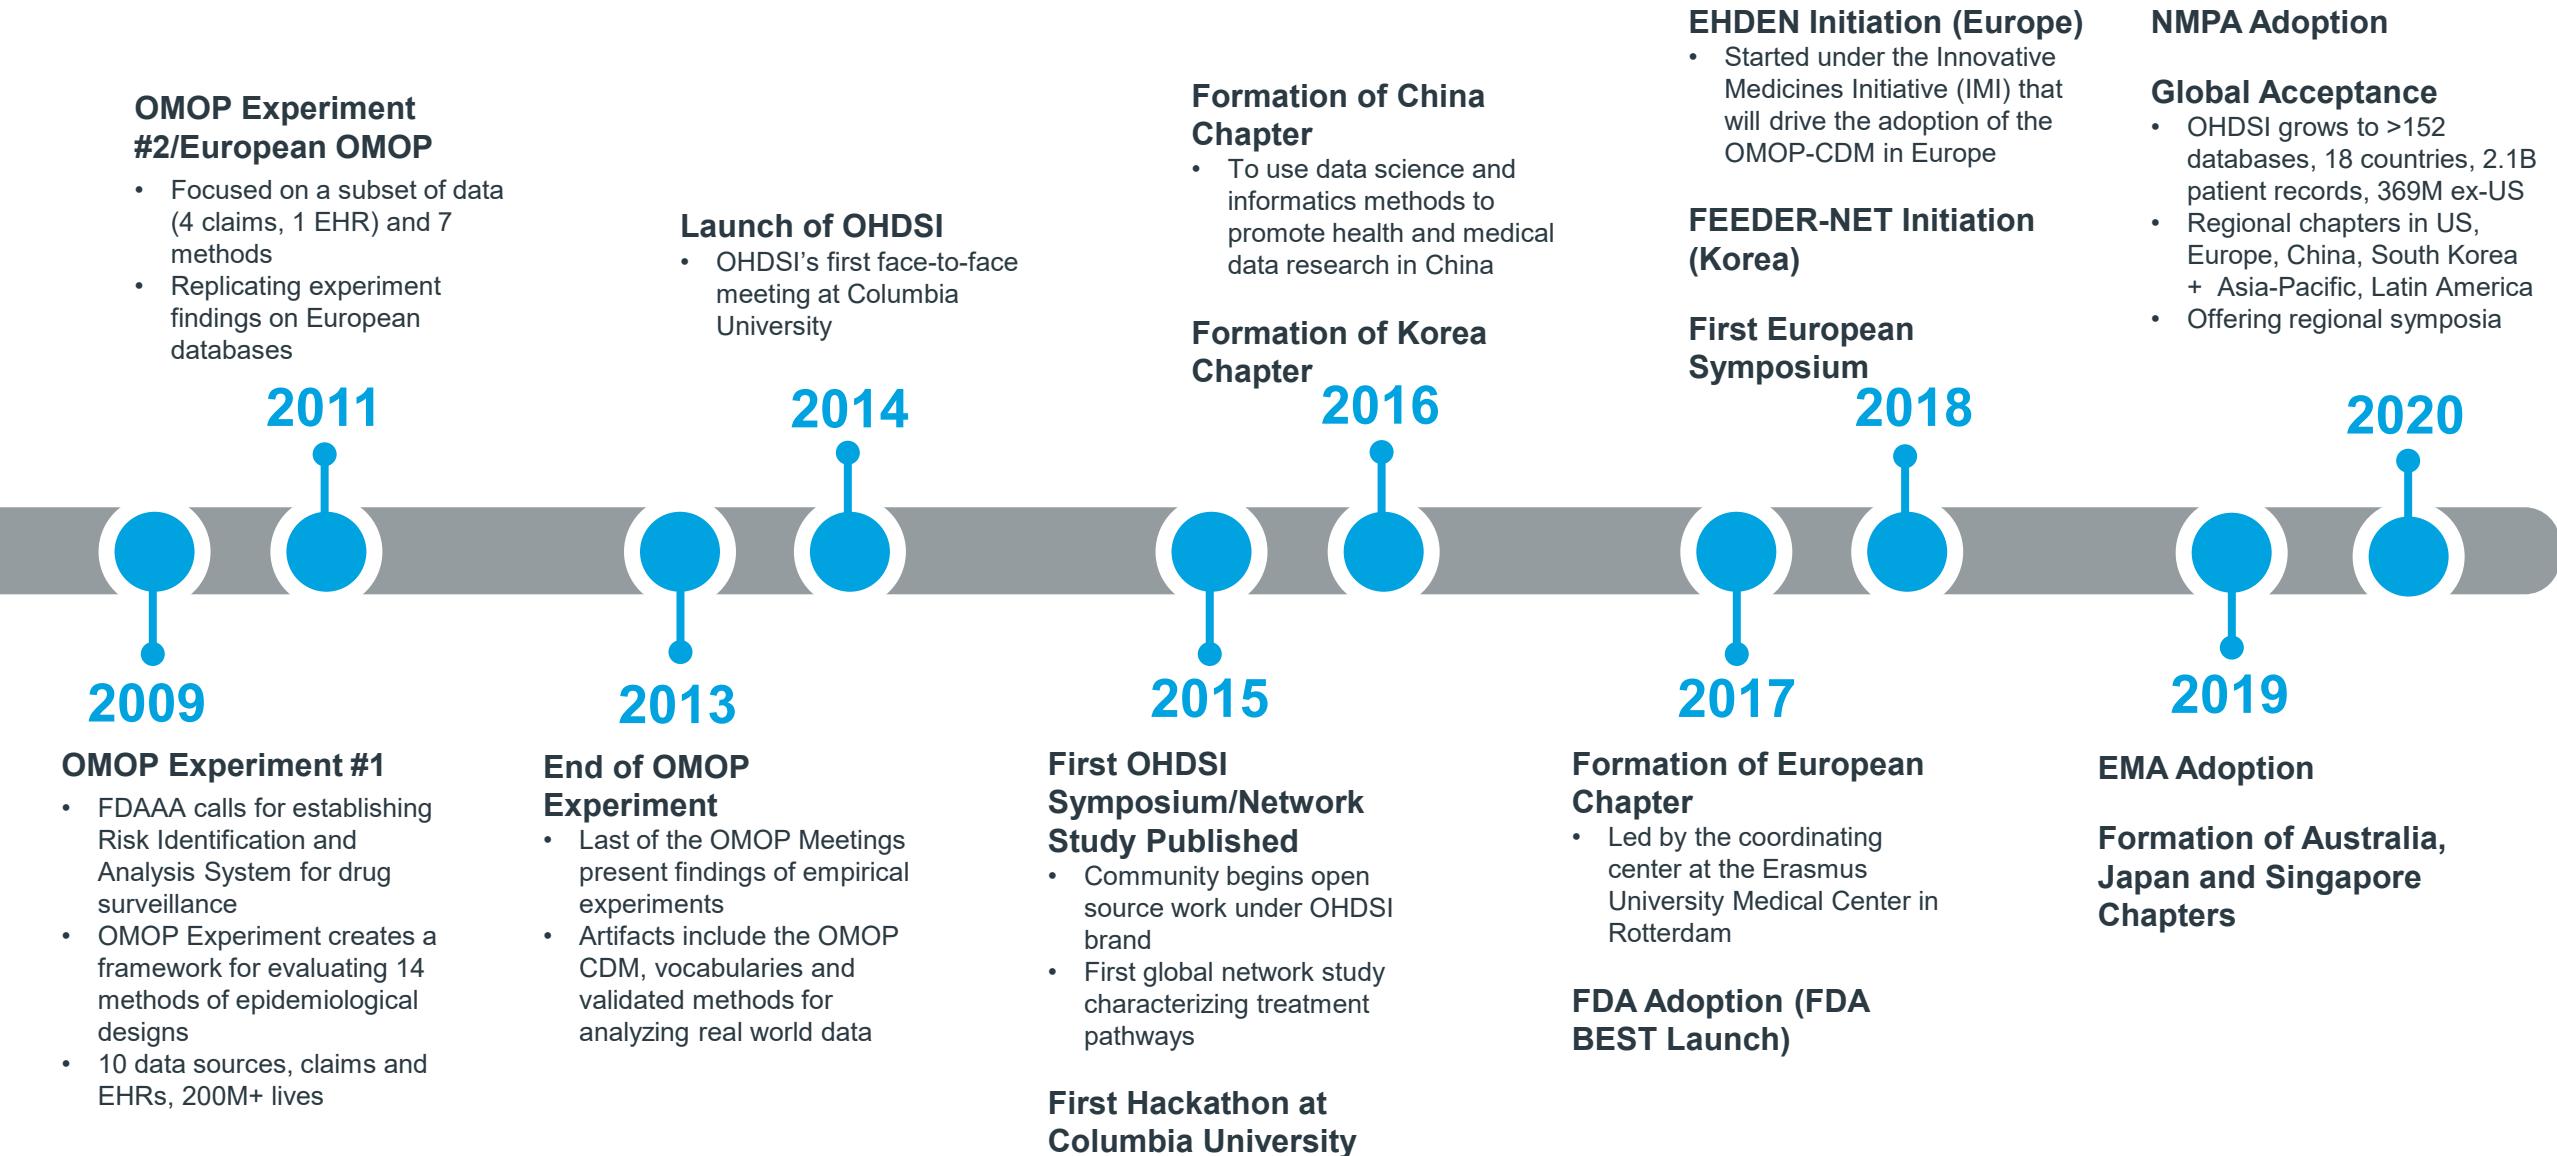 OMOP Experiment
#2/European OMOP
• Focused on a subset of data
(4 claims, 1 EHR) and 7
methods
• Replicating experiment
findings on European
databases
2011
Launch of OHDSI
• OHDSI’s first face-to-face
meeting at Columbia
University
2014
Formation of China
Chapter
• To use data science and
informatics methods to
promote health and medical
data research in China
Formation of Korea
Chapter
2016
EHDEN Initiation (Europe)
• Started under the Innovative
Medicines Initiative (IMI) that
will drive the adoption of the
OMOP-CDM in Europe
FEEDER-NET Initiation
(Korea)
First European
Symposium
2018
NMPA Adoption
Global Acceptance
• OHDSI grows to >152
databases, 18 countries, 2.1B
patient records, 369M ex-US
• Regional chapters in US,
Europe, China, South Korea
+ Asia-Pacific, Latin America
• Offering regional symposia
2020
2009
OMOP Experiment #1
• FDAAA calls for establishing
Risk Identification and
Analysis System for drug
surveillance
• OMOP Experiment creates a
framework for evaluating 14
methods of epidemiological
designs
• 10 data sources, claims and
EHRs, 200M+ lives
2013
End of OMOP
Experiment
• Last of the OMOP Meetings
present findings of empirical
experiments
• Artifacts include the OMOP
CDM, vocabularies and
validated methods for
analyzing real world data
2015
First OHDSI
Symposium/Network
Study Published
• Community begins open
source work under OHDSI
brand
• First global network study
characterizing treatment
pathways
First Hackathon at
Columbia University
2017
Formation of European
Chapter
• Led by the coordinating
center at the Erasmus
University Medical Center in
Rotterdam
FDA Adoption (FDA
BEST Launch)
2019
EMA Adoption
Formation of Australia,
Japan and Singapore
Chapters